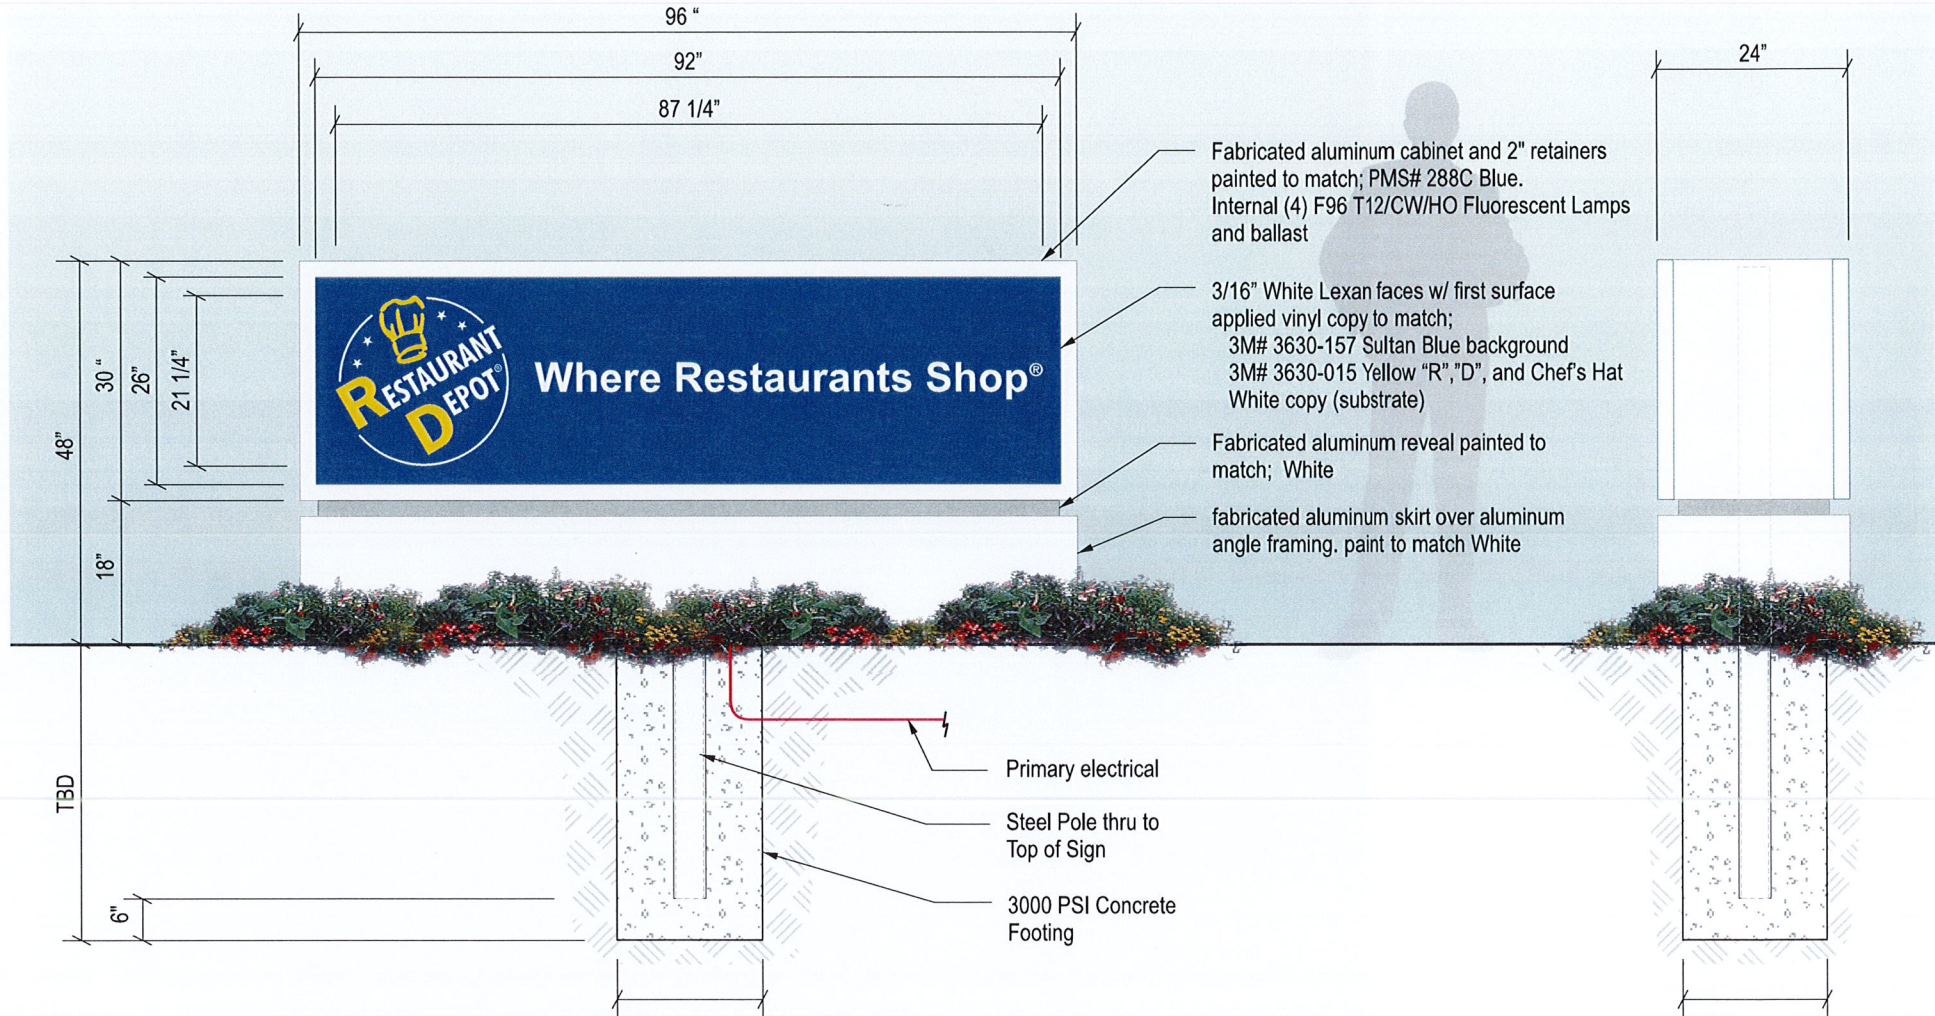 96 “
92”
87 1/4”
24”
48”
30 “
26”
21 1/4”
18”
TBD
6"
RESTAURANT
DEPOT®
Where Restaurants Shop®
Fabricated aluminum cabinet and 2" retainers
painted to match; PMS# 288C Blue.
Internal (4) F96 T12/CW/HO Fluorescent Lamps
and ballast
3/16” White Lexan faces w/ first surface
applied vinyl copy to match;
3M# 3630-157 Sultan Blue background
3M# 3630-015 Yellow “R”,”D”, and Chef's Hat
White copy (substrate)
Fabricated aluminum reveal painted to
match; White
fabricated aluminum skirt over aluminum
angle framing. paint to match White
Primary electrical
Steel Pole thru to
Top of Sign
3000 PSI Concrete
Footing